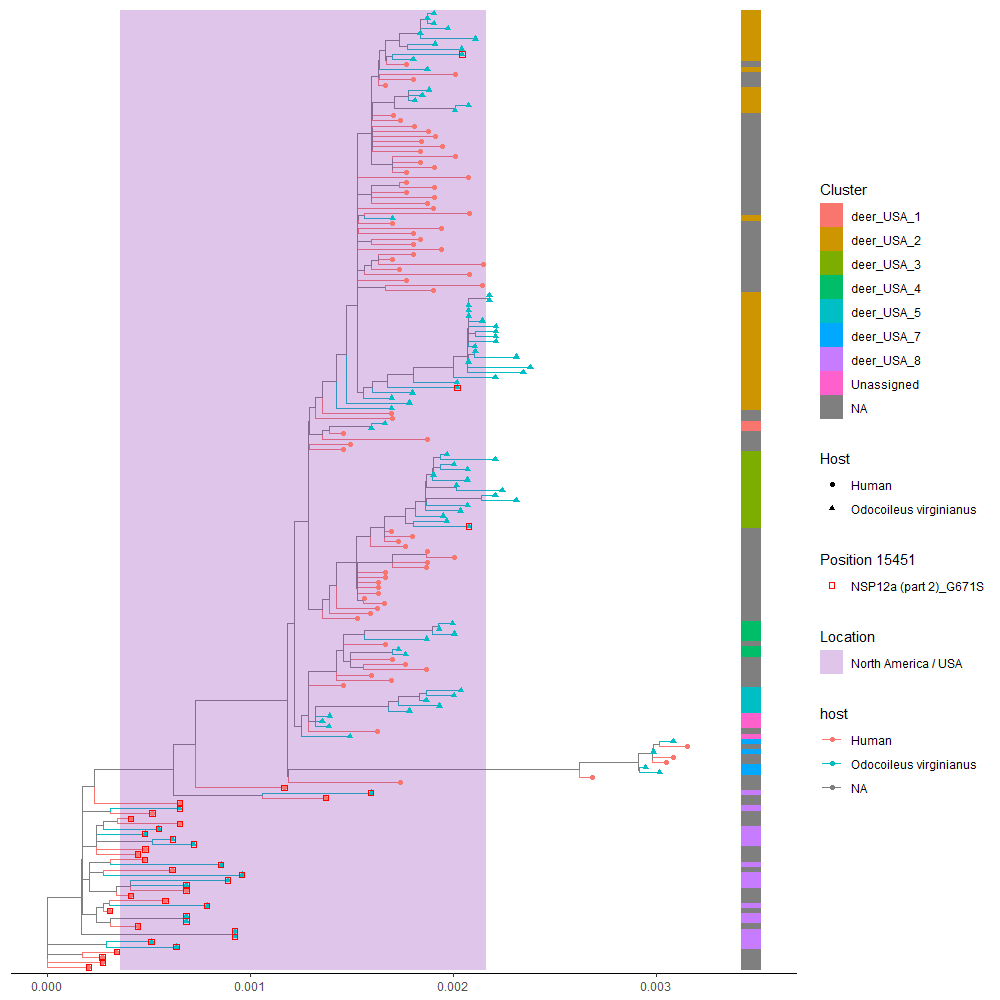 Cluster
deer_USA_1
deer_USA_2
deer_USA_3
deer_USA_4
deer_USA_5
deer_USA_7
deer_USA_8
Unassigned
NA
Host
Human
Odocoileus virginianus
Position 15451
NSP12a (part 2)_G671S
Location
North America / USA
host
Human
Odocoileus virginianus
NA
0.000 0.001 0.002 0.003